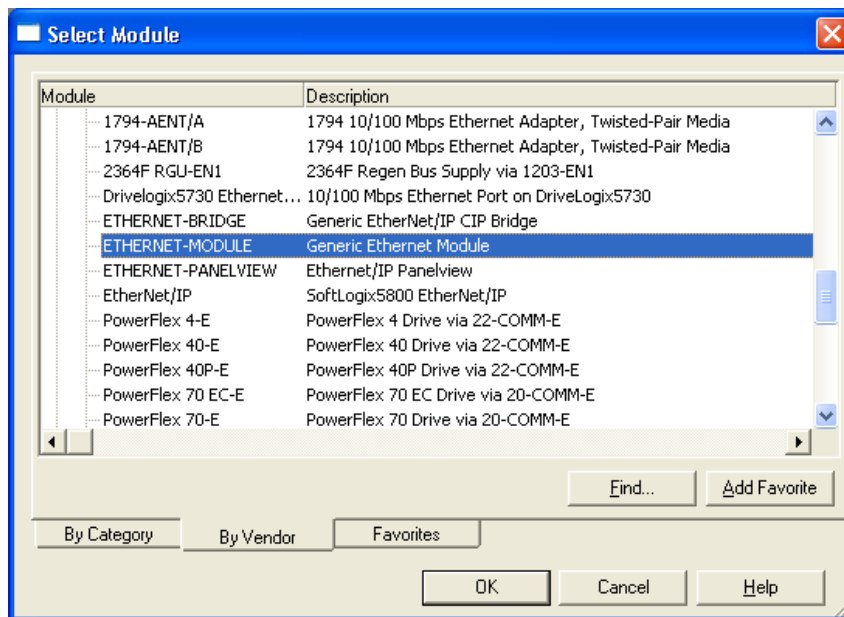 Select Module
Module Description
1794-AENT/A 1794 10/100 Mbps Ethernet Adapter, Twisted-Pair Media
1794-AENT/B 1794 10/100 Mbps Ethernet Adapter, Twisted-Pair Media
2364F RGU-EN1 2364F Regen Bus Supply via 1203-EN1
Drivelogix5730 Ethernet... 10/100 Mbps Ethernet Port on DriveLogix5730
ETHERNET-BRIDGE Generic EtherNet/IP CIP Bridge
ETHERNET-MODULE Generic Ethernet Module
ETHERNET-PANELVIEW Ethernet/IP Panelview
EtherNet/IP SoftLogix5800 EtherNet/IP
PowerFlex 4-E PowerFlex 4 Drive via 22-COMM-E
PowerFlex 40-E PowerFlex 40 Drive via 22-COMM-E
PowerFlex 40P-E PowerFlex 40P Drive via 22-COMM-E
PowerFlex 70 EC-E PowerFlex 70 EC Drive via 20-COMM-E
PowerFlex 70-E PowerFlex 70 Drive via 20-COMM-E
Find... Add Favorite
By Category By Vendor Favorites
OK Cancel Help